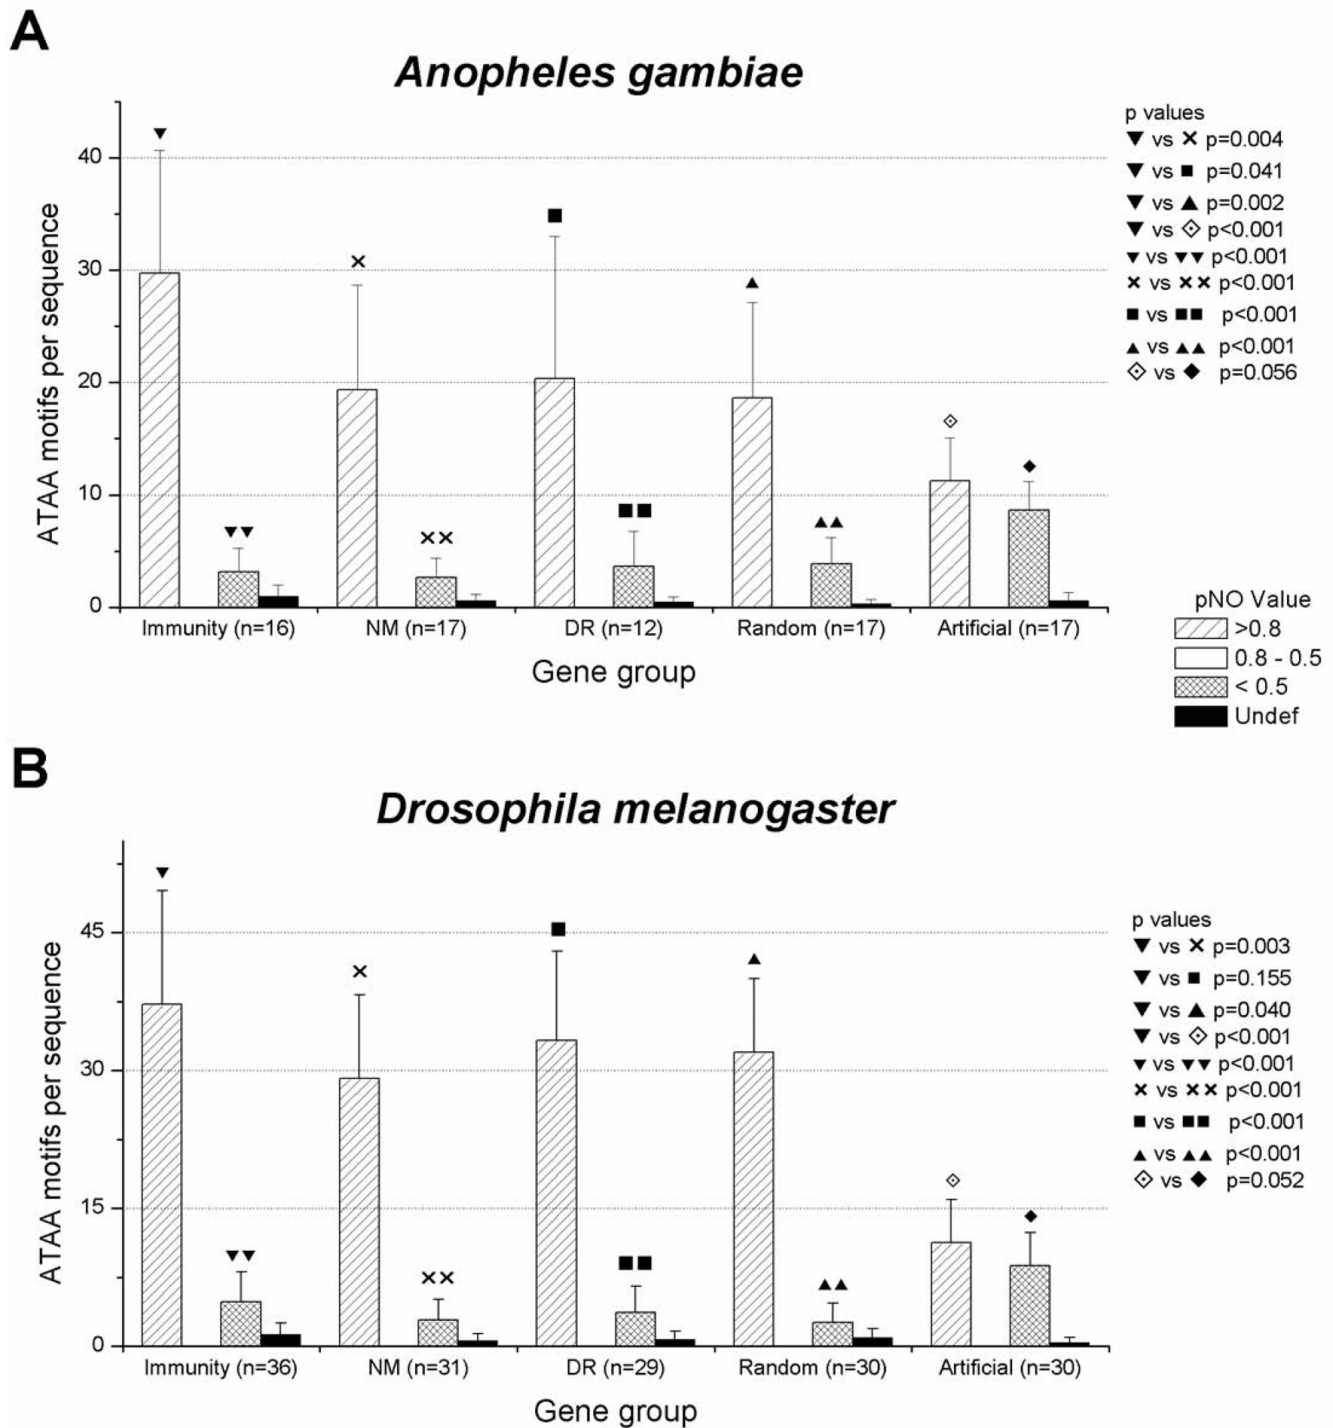 A
Anopheles gambiae
ATAA motifs per sequence
40
30
20
10
0
Immunity (n=16) NM (n=17) DR (n=12) Random (n=17) Artificial (n=17)
Gene group
p values
▼ vs ✕ p=0.004
▼ vs ■ p=0.041
▼ vs ▲ p=0.002
▼ vs ◈ p<0.001
▼ vs ▼▼ p<0.001
✕ vs ✕✕ p<0.001
■ vs ■■ p<0.001
▲ vs ▲▲ p<0.001
◈ vs ◆ p=0.056
pNO Value
>0.8
0.8 - 0.5
< 0.5
Undef
B
Drosophila melanogaster
ATAA motifs per sequence
45
30
15
0
Immunity (n=36) NM (n=31) DR (n=29) Random (n=30) Artificial (n=30)
Gene group
p values
▼ vs ✕ p=0.003
▼ vs ■ p=0.155
▼ vs ▲ p=0.040
▼ vs ◈ p<0.001
▼ vs ▼▼ p<0.001
✕ vs ✕✕ p<0.001
■ vs ■■ p<0.001
▲ vs ▲▲ p<0.001
◈ vs ◆ p=0.052